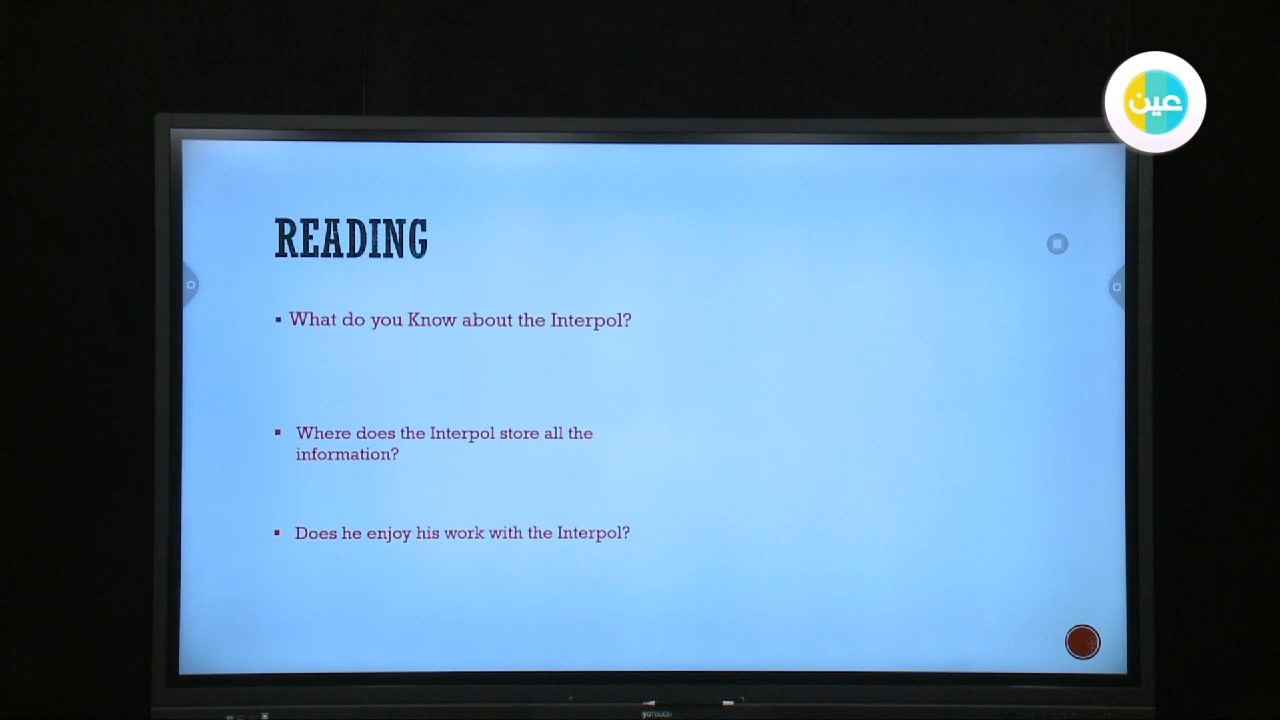 عين
READING
▪ What do you Know about the Interpol?
▪ Where does the Interpol store all the
information?
▪ Does he enjoy his work with the Interpol?